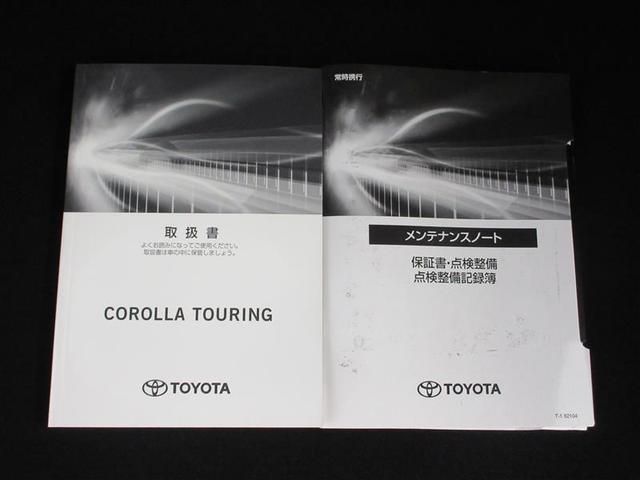 取扱書
よくお読みになってご使用ください。
取扱書は車の中に保管しましょう。
COROLLA TOURING
TOYOTA
常時携行
メンテナンスノート
保証書・点検整備
点検整備記録簿
TOYOTA
T-1 62104